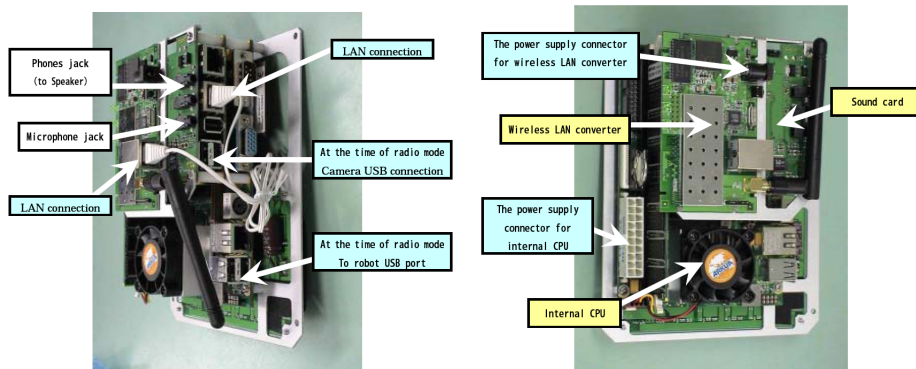 Phones jack
(to Speaker)
Microphone jack
LAN connection
LAN connection
At the time of radio mode
Camera USB connection
At the time of radio mode
To robot USB port
The power supply connector
for wireless LAN converter
Wireless LAN converter
Sound card
The power supply
connector for
internal CPU
Internal CPU